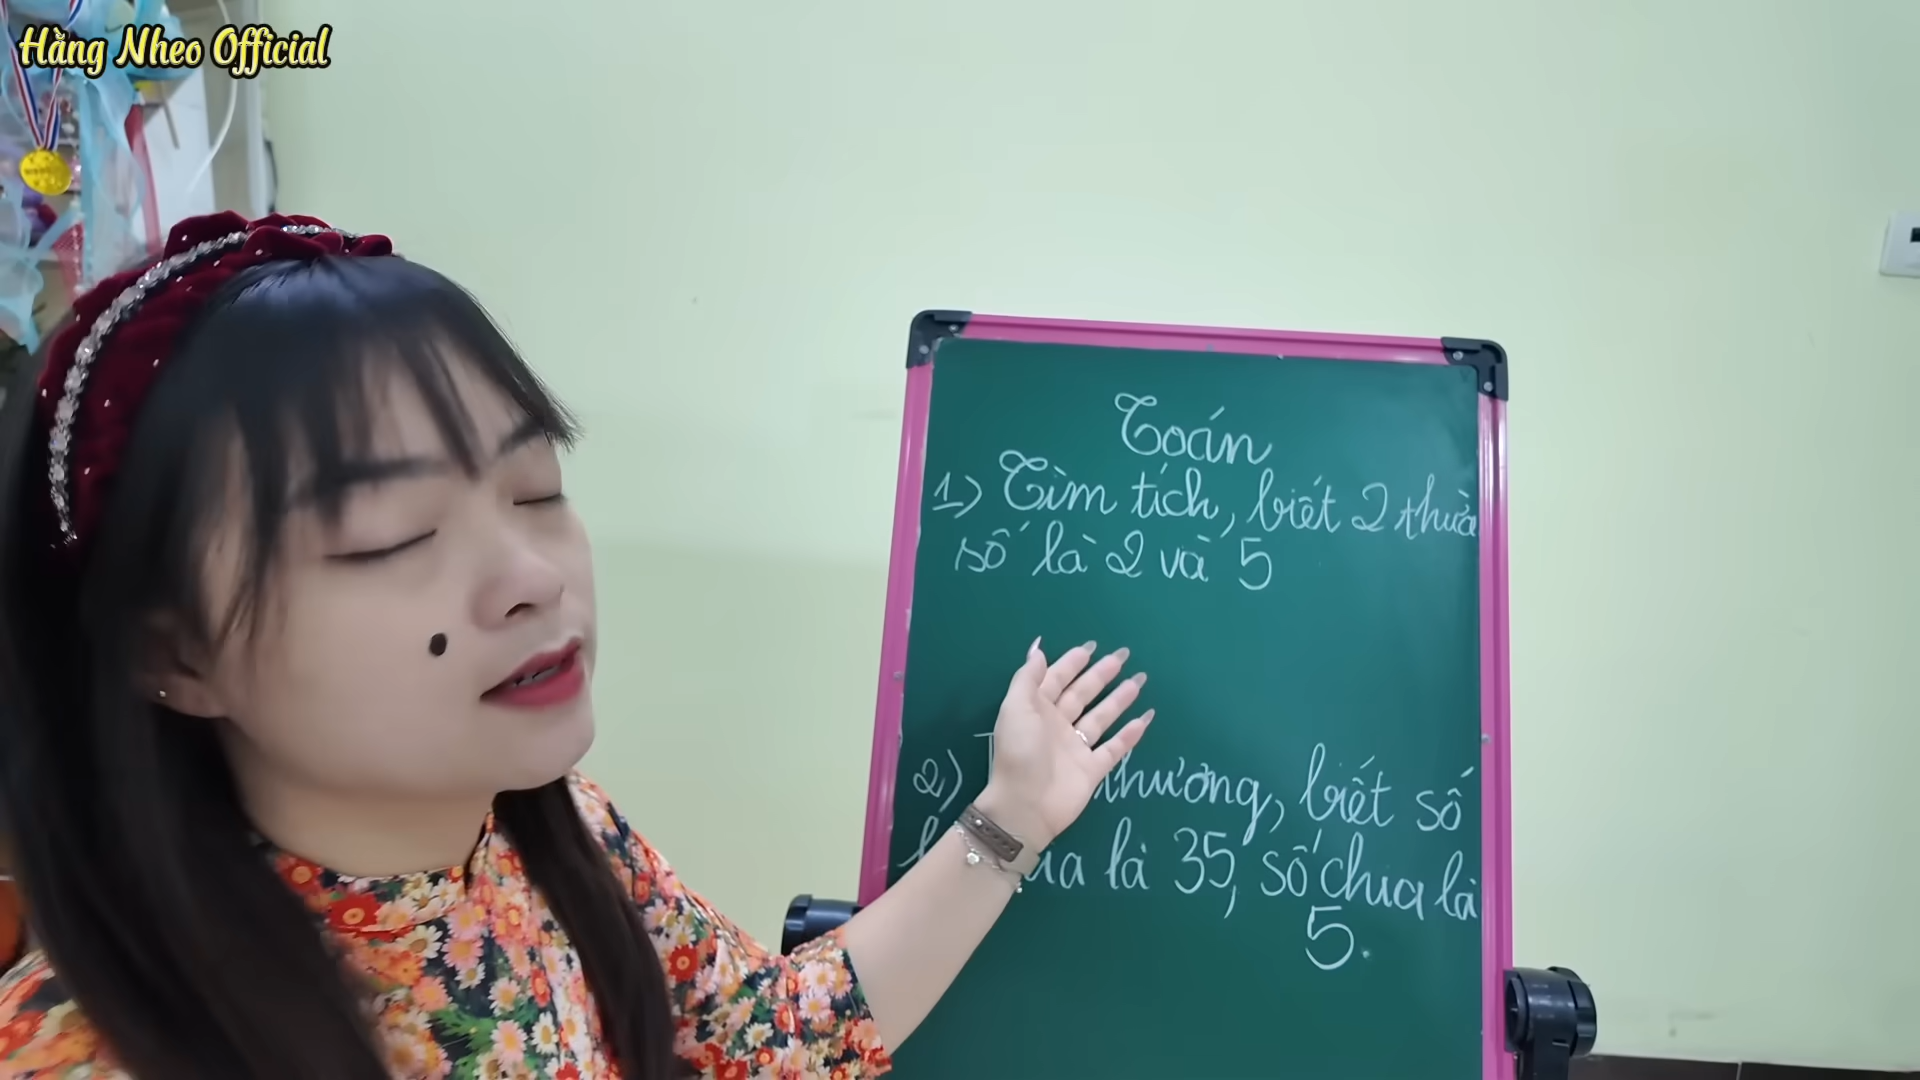 Hằng Nheo Official
Toán
1) Tìm tích, biết 2 thừa
số là 2 và 5
2) thương, biết số
là 35, số chia là
5.